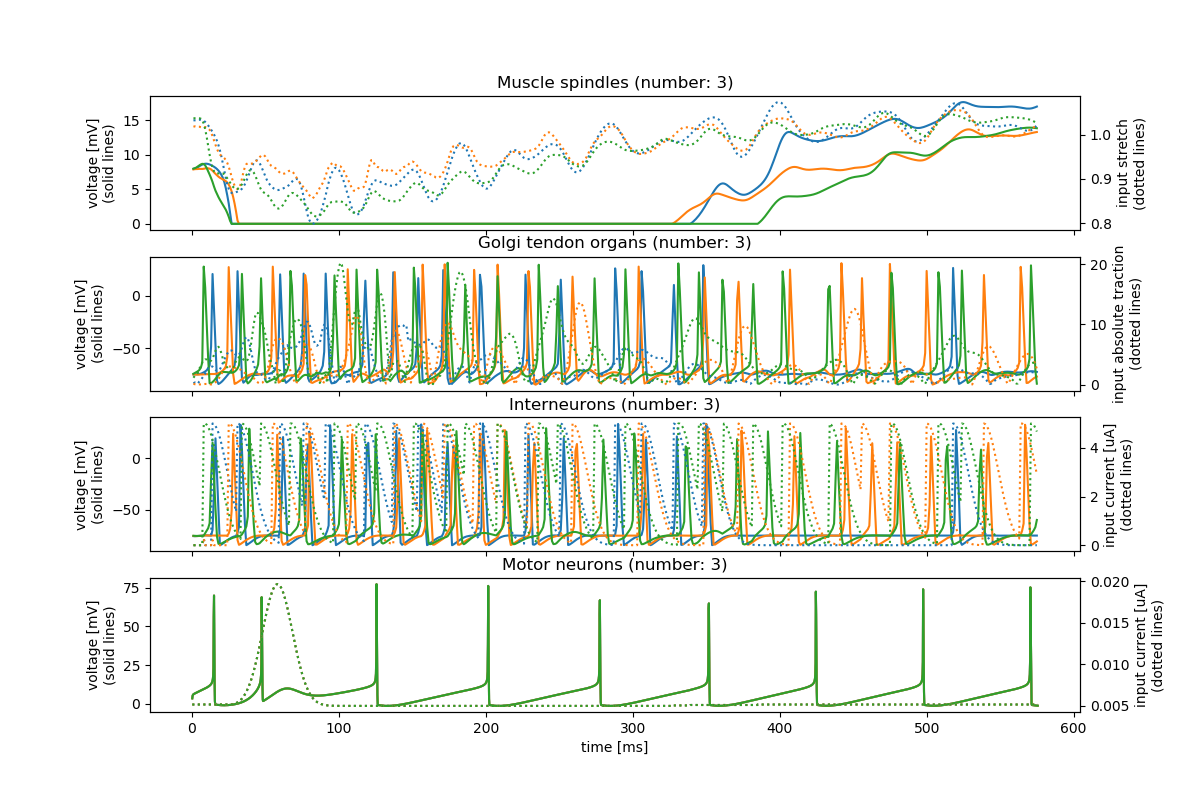 Muscle spindles (number: 3)
voltage [mV]
(solid lines)
15
10
5
0
1.0
0.9
0.8
input stretch
(dotted lines)
Golgi tendon organs (number: 3)
voltage [mV]
(solid lines)
0
−50
20
10
0
input absolute traction
(dotted lines)
Interneurons (number: 3)
voltage [mV]
(solid lines)
0
−50
4
2
0
input current [uA]
(dotted lines)
Motor neurons (number: 3)
voltage [mV]
(solid lines)
75
50
25
0
0.020
0.015
0.010
0.005
input current [uA]
(dotted lines)
0 100 200 300 400 500 600
time [ms]